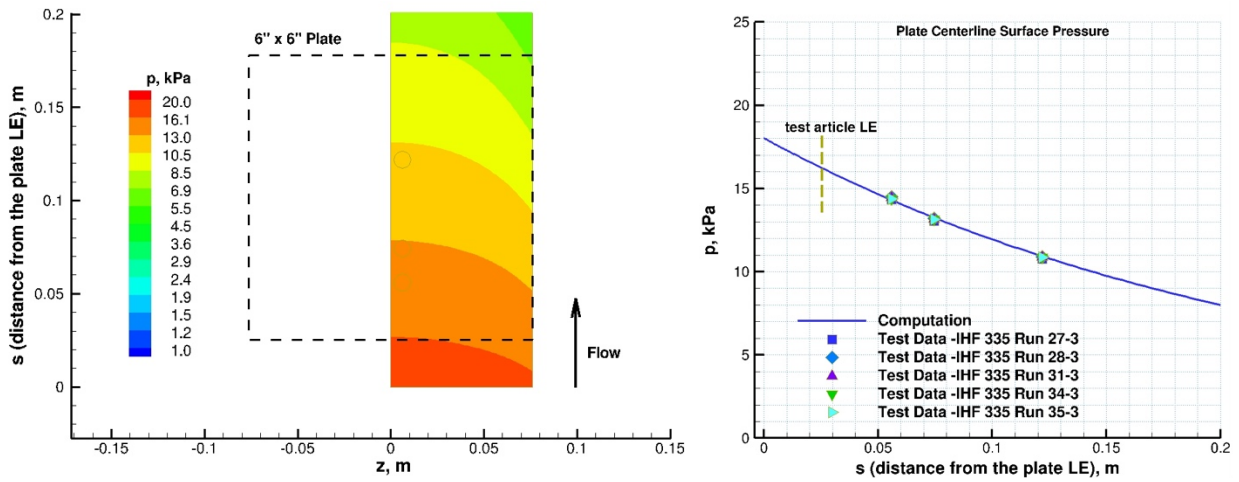 6" x 6" Plate
p, kPa
20.0
16.1
13.0
10.5
8.5
6.9
5.5
4.5
3.6
2.9
2.4
1.9
1.5
1.2
1.0
s (distance from the plate LE), m
0.2
0.15
0.1
0.05
0
Flow
-0.15
-0.1
-0.05
0
0.05
0.1
0.15
z, m
Plate Centerline Surface Pressure
test article LE
p, kPa
25
20
15
10
5
0
Computation
Test Data -IHF 335 Run 27-3
Test Data -IHF 335 Run 28-3
Test Data -IHF 335 Run 31-3
Test Data -IHF 335 Run 34-3
Test Data -IHF 335 Run 35-3
0
0.05
0.1
0.15
0.2
s (distance from the plate LE), m